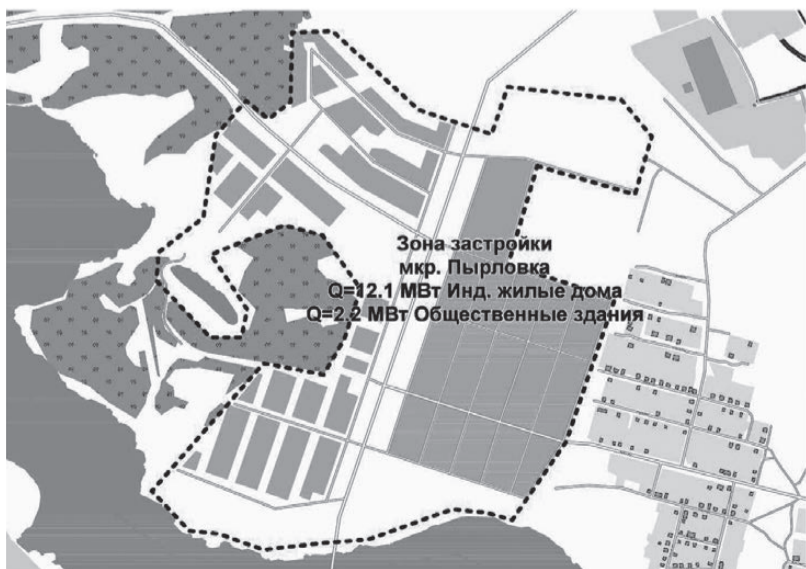 Зона застройки
мкр. Пырловка
Q=12.1 МВт Инд. жилые дома
Q=2.2 МВт Общественные здания